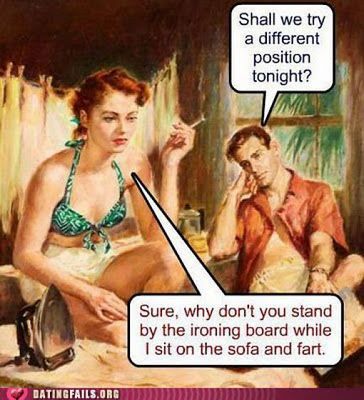 Shall we try
a different
position
tonight?
Sure, why don't you stand
by the ironing board while
I sit on the sofa and fart.
DATINGFAILS.ORG